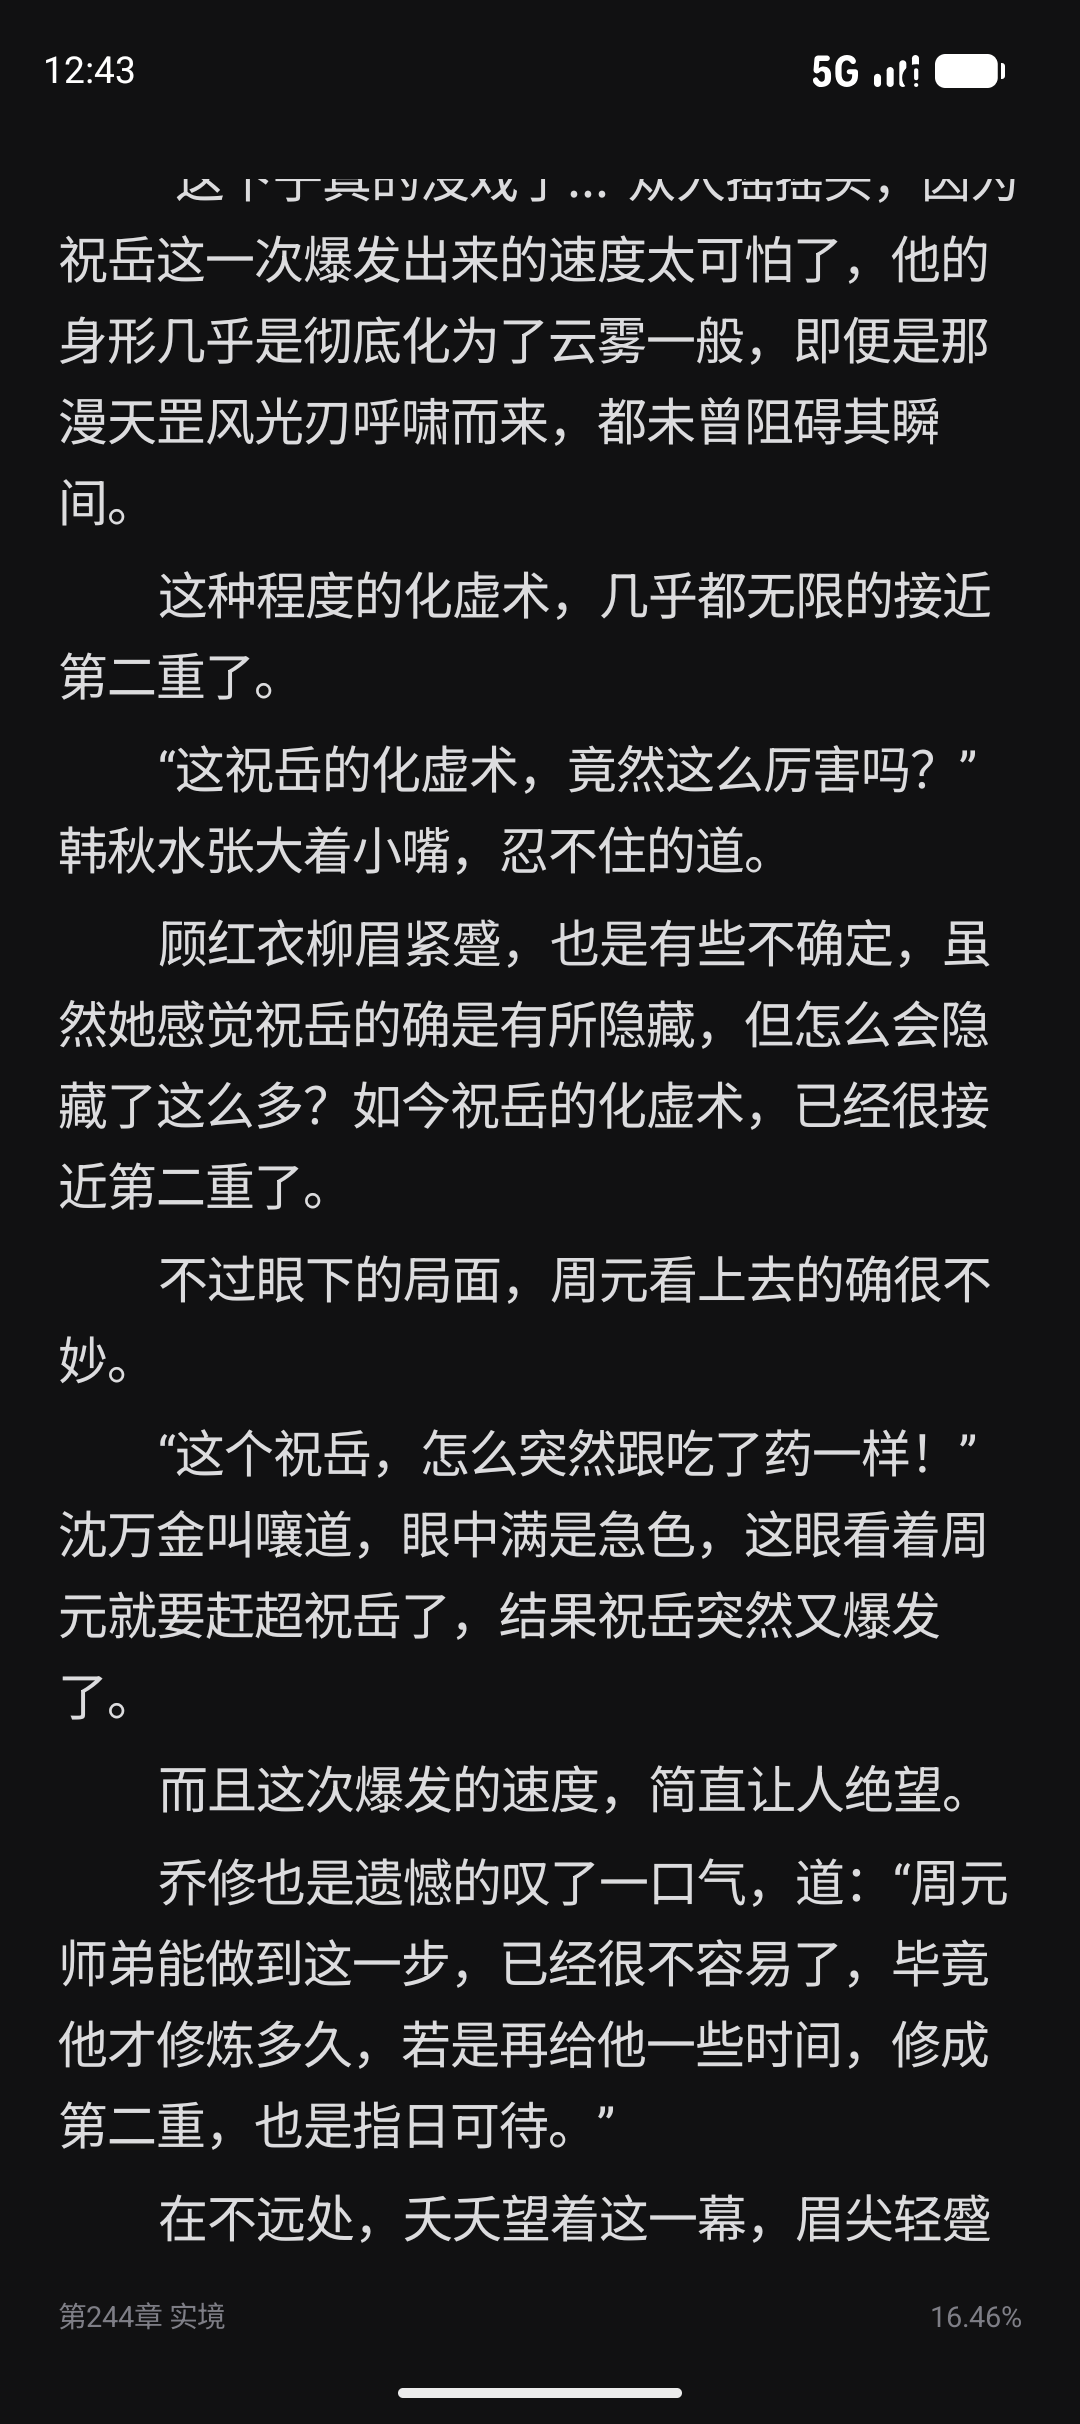 12:43
5G
这下子真的没戏了...”众人摇摇头，因为
祝岳这一次爆发出来的速度太可怕了，他的
身形几乎是彻底化为了云雾一般，即便是那
漫天罡风光刃呼啸而来，都未曾阻碍其瞬
间。
这种程度的化虚术，几乎都无限的接近
第二重了。
“这祝岳的化虚术，竟然这么厉害吗？”
韩秋水张大着小嘴，忍不住的道。
顾红衣柳眉紧蹙，也是有些不确定，虽
然她感觉祝岳的确是有所隐藏，但怎么会隐
藏了这么多？如今祝岳的化虚术，已经很接
近第二重了。
不过眼下的局面，周元看上去的确很不
妙。
“这个祝岳，怎么突然跟吃了药一样！”
沈万金叫嚷道，眼中满是急色，这眼看着周
元就要赶超祝岳了，结果祝岳突然又爆发
了。
而且这次爆发的速度，简直让人绝望。
乔修也是遗憾的叹了一口气，道：“周元
师弟能做到这一步，已经很不容易了，毕竟
他才修炼多久，若是再给他一些时间，修成
第二重，也是指日可待。”
在不远处，夭夭望着这一幕，眉尖轻蹙
第244章 实境
16.46%